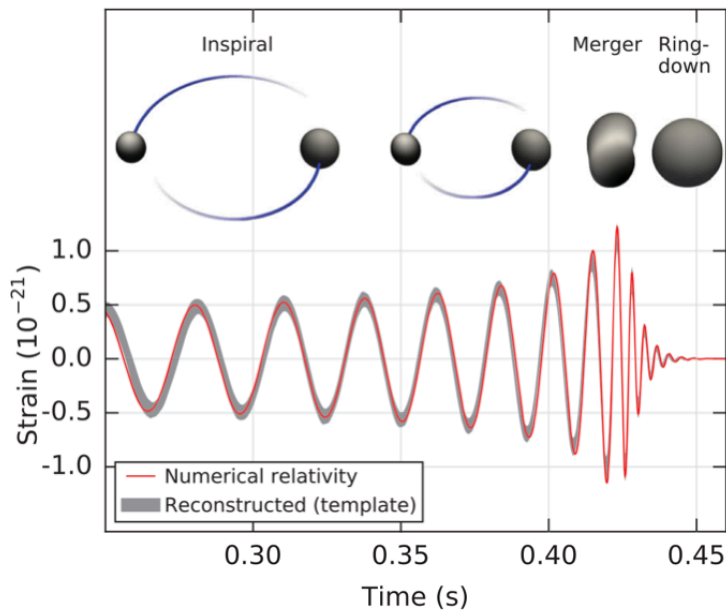 Inspiral
Merger
Ring-
down
1.0
0.5
0.0
-0.5
-1.0
Strain (10⁻²¹)
Numerical relativity
Reconstructed (template)
0.30 0.35 0.40 0.45
Time (s)